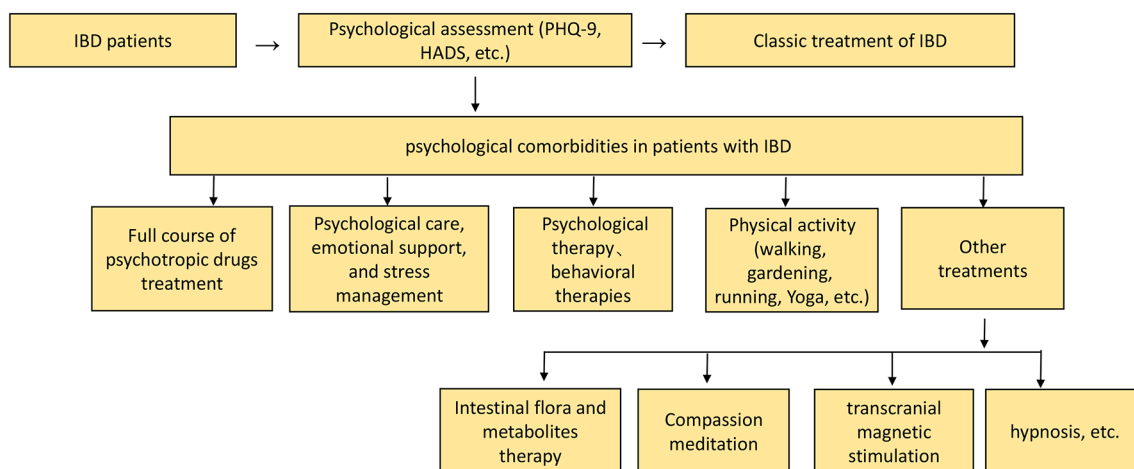 IBD patients
Psychological assessment (PHQ-9,
HADS, etc.)
Classic treatment of IBD
psychological comorbidities in patients with IBD
Full course of
psychotropic drugs
treatment
Psychological care,
emotional support,
and stress
management
Psychological
therapy、
behavioral
therapies
Physical activity
(walking,
gardening,
running, Yoga, etc.)
Other
treatments
Intestinal flora and
metabolites
therapy
Compassion
meditation
transcranial
magnetic
stimulation
hypnosis, etc.